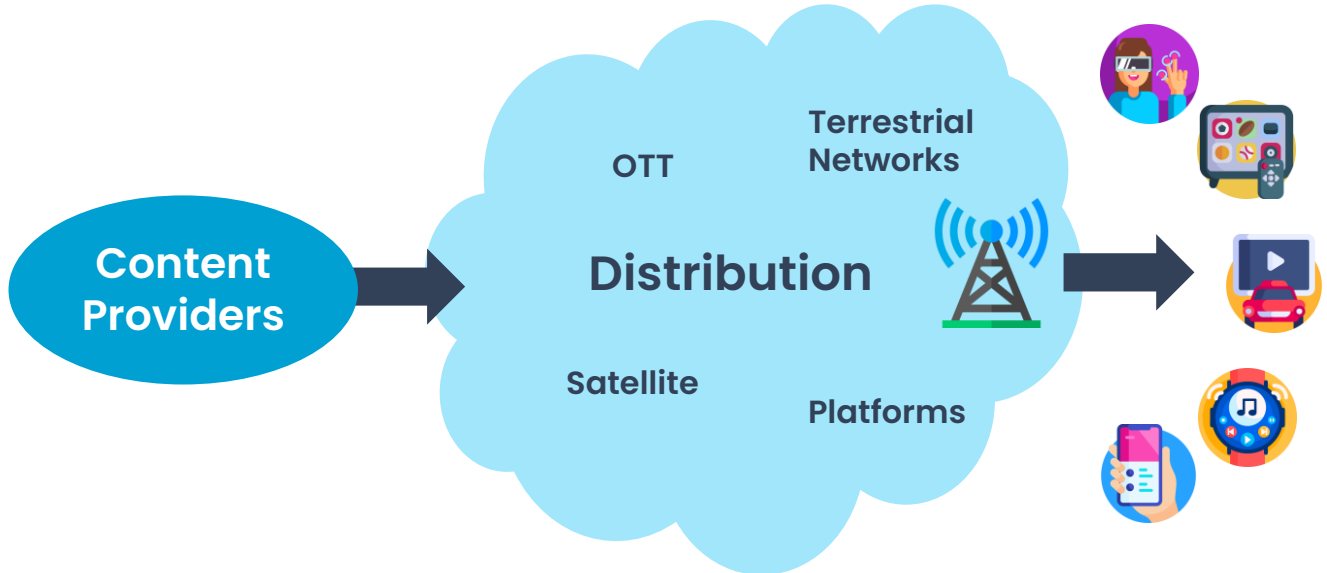 Content
Providers
OTT
Terrestrial
Networks
Distribution
Satellite
Platforms